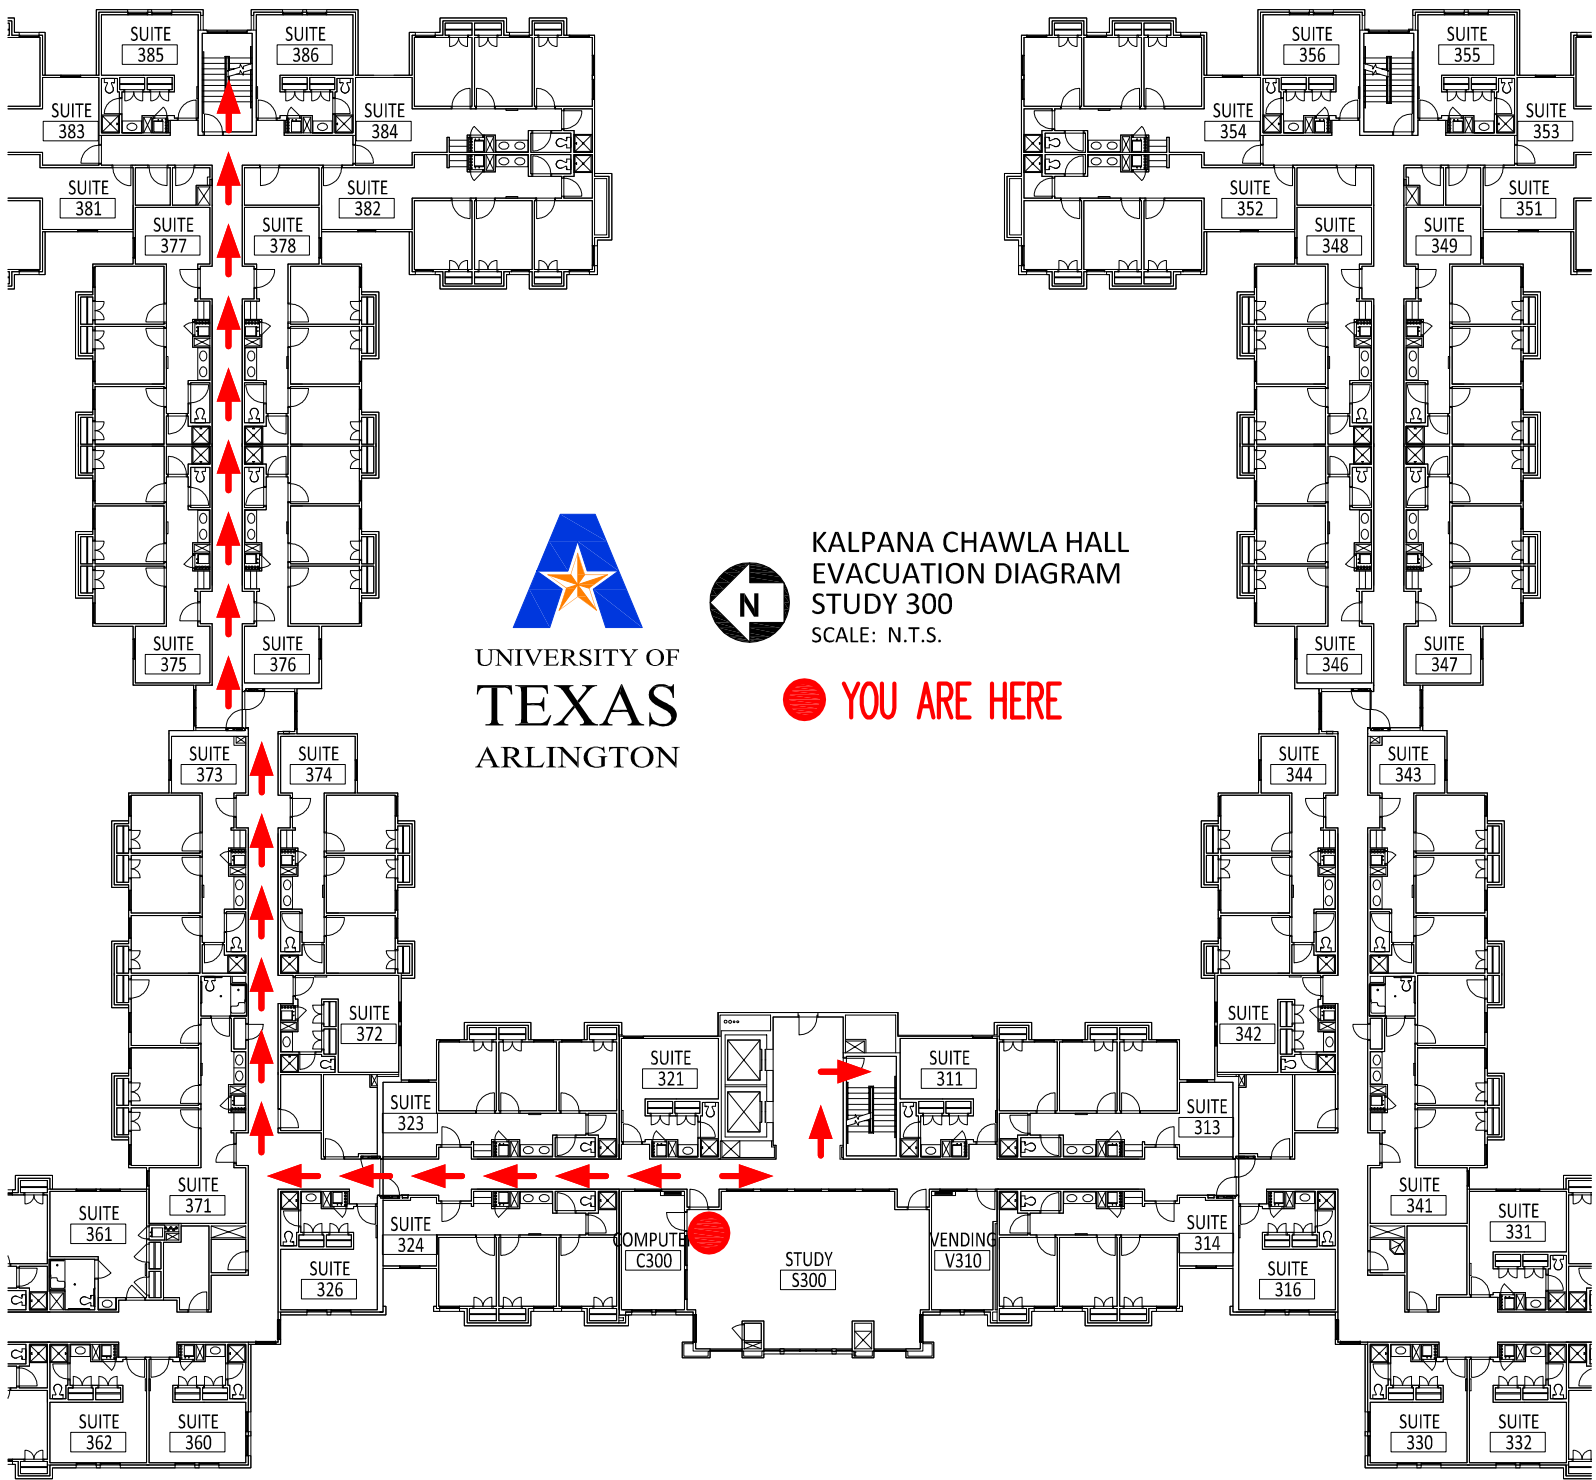 SUITE
385
SUITE
386
SUITE
356
SUITE
355
SUITE
383
SUITE
384
SUITE
354
SUITE
353
SUITE
381
SUITE
382
SUITE
352
SUITE
351
SUITE
377
SUITE
378
SUITE
348
SUITE
349
KALPANA CHAWLA HALL
EVACUATION DIAGRAM
STUDY 300
SCALE: N.T.S.
N
YOU ARE HERE
UNIVERSITY OF
TEXAS
ARLINGTON
SUITE
375
SUITE
376
SUITE
346
SUITE
347
SUITE
373
SUITE
374
SUITE
344
SUITE
343
SUITE
372
SUITE
342
SUITE
321
SUITE
311
SUITE
323
SUITE
313
SUITE
371
SUITE
341
SUITE
361
SUITE
324
COMPUTE
C300
STUDY
S300
VENDING
V310
SUITE
314
SUITE
331
SUITE
326
SUITE
316
SUITE
362
SUITE
360
SUITE
330
SUITE
332